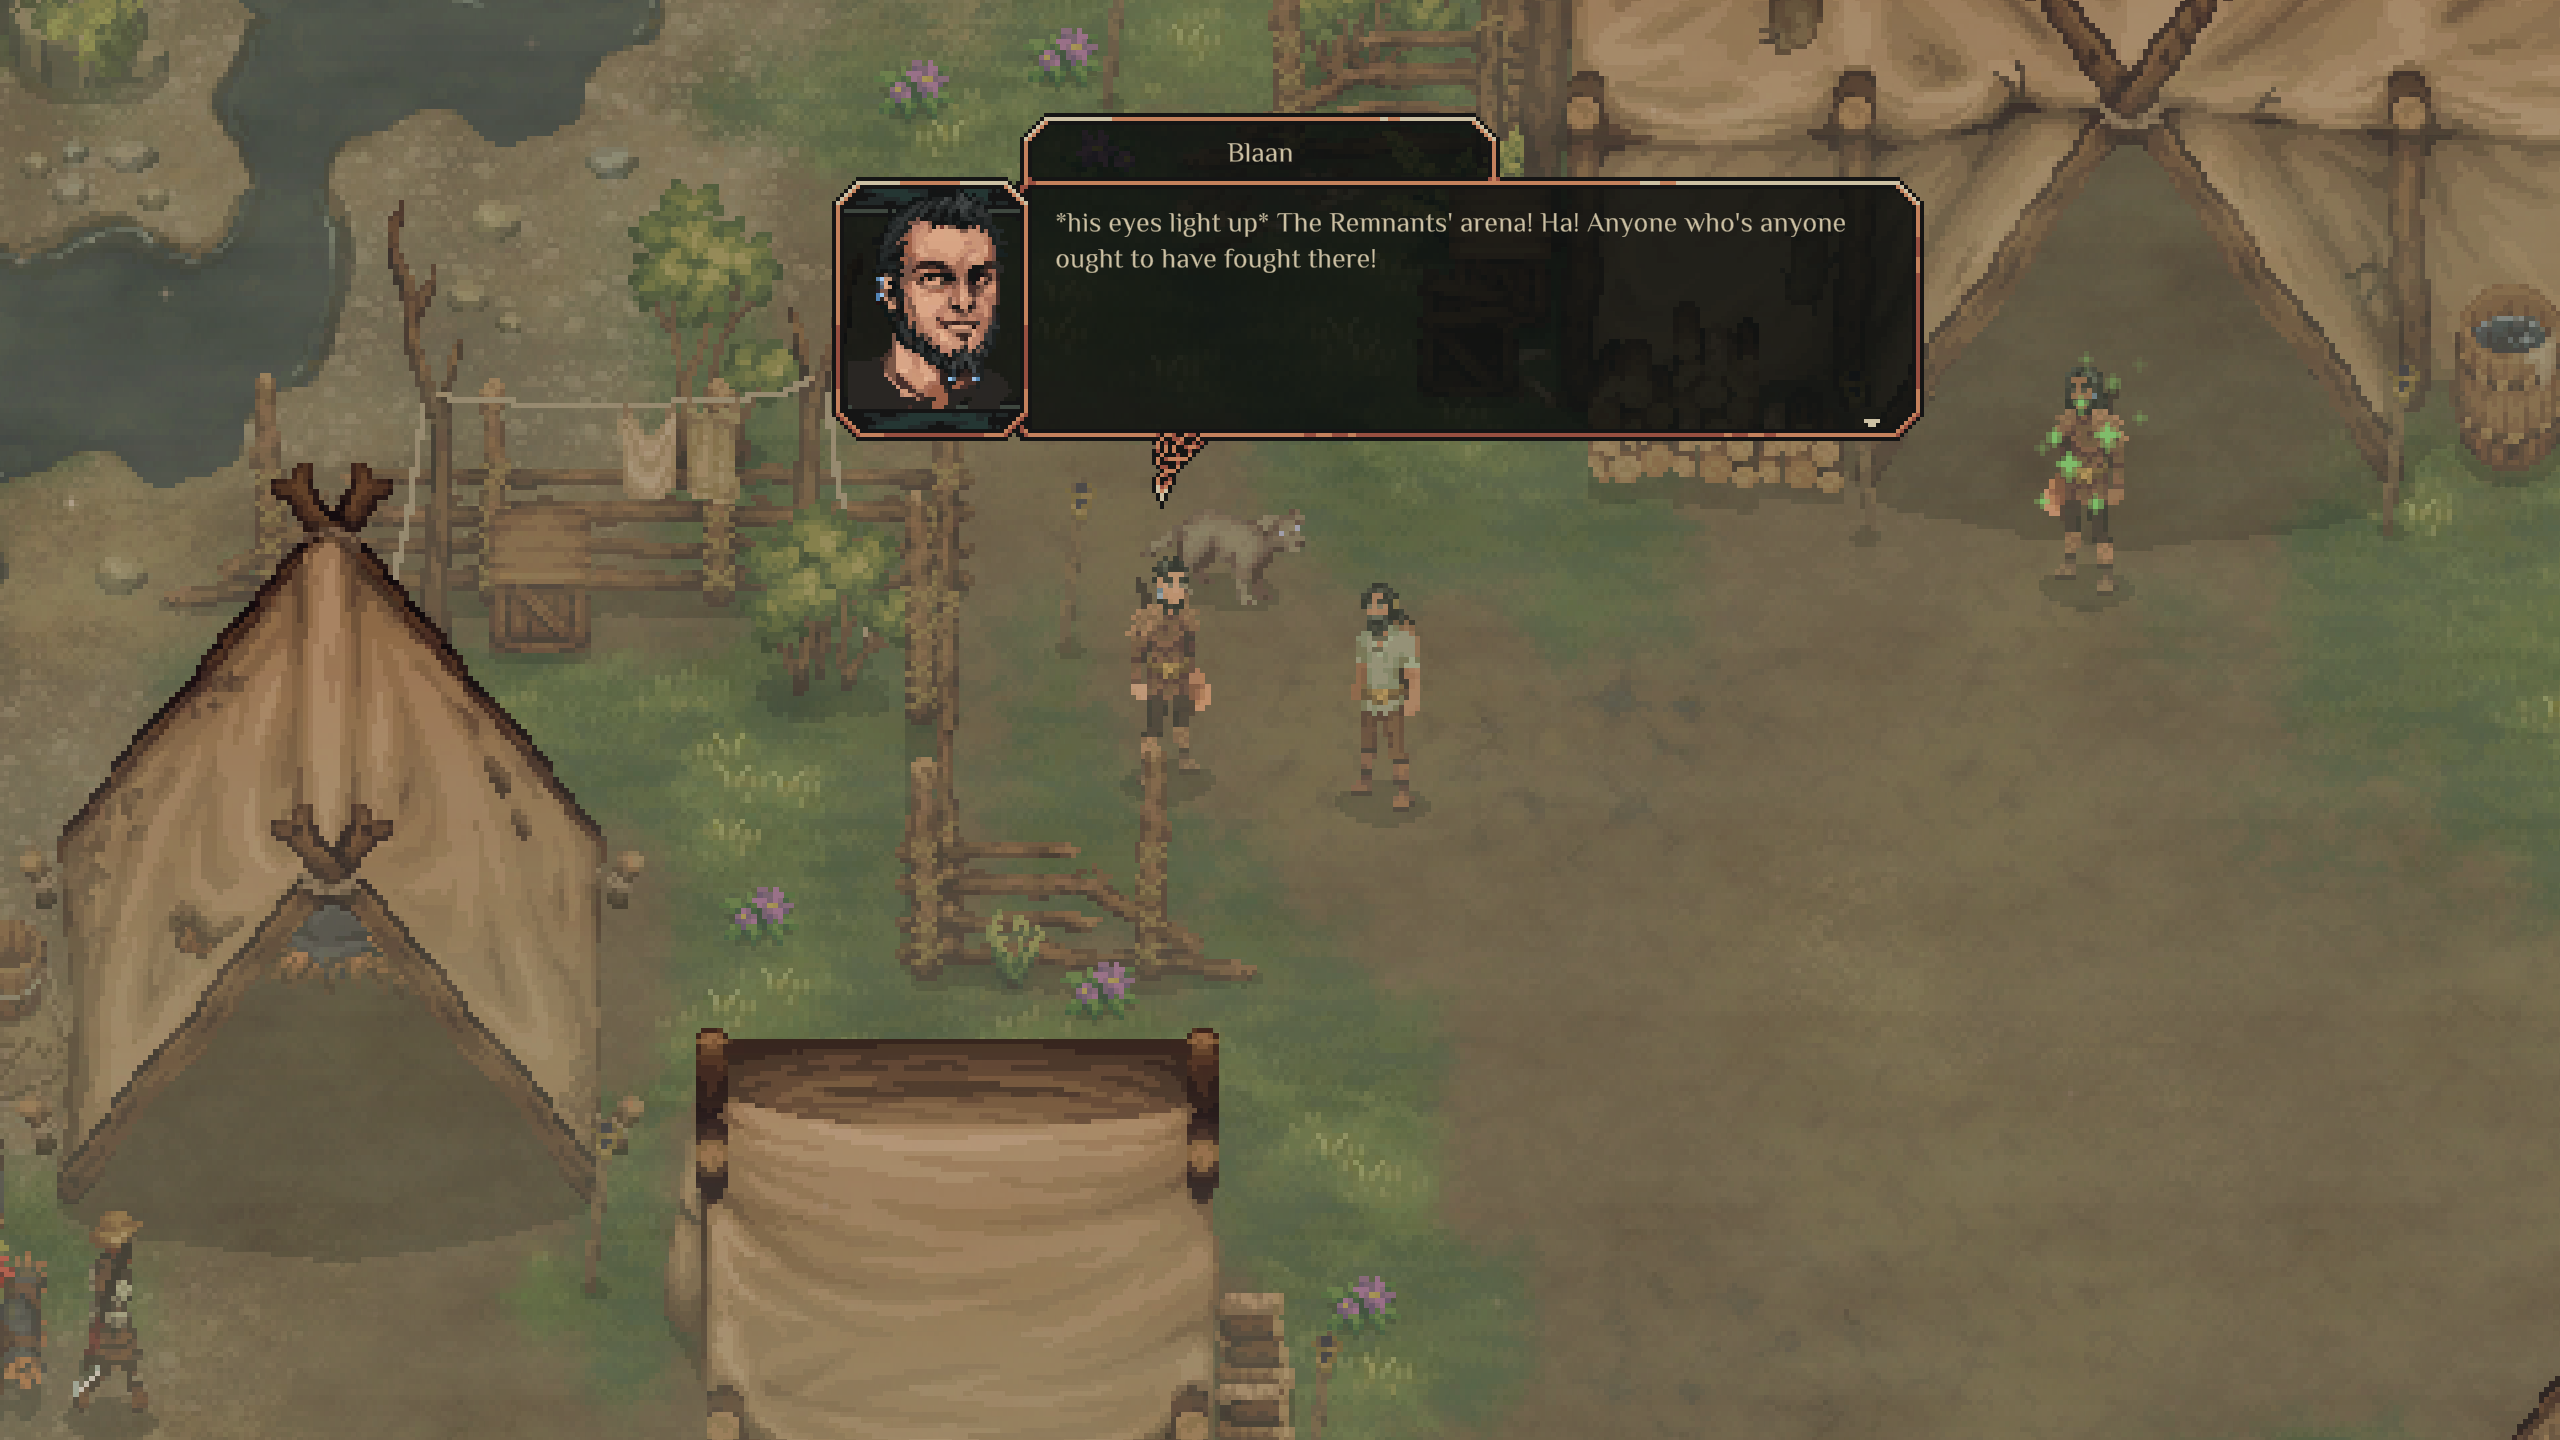 Blaan
*his eyes light up* The Remnants' arena! Ha! Anyone who's anyone
ought to have fought there!